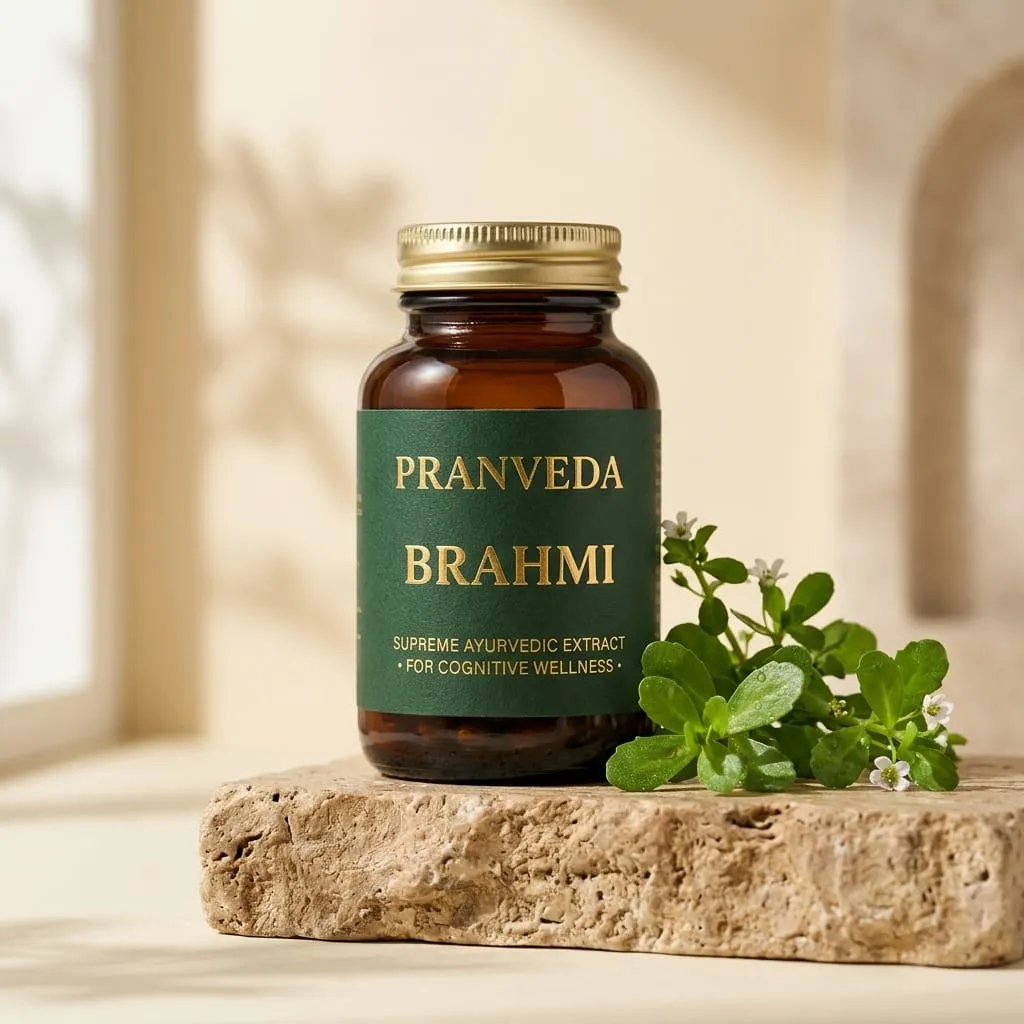 PRANVEDA
BRAHMI
SUPREME AYURVEDIC EXTRACT
• FOR COGNITIVE WELLNESS •